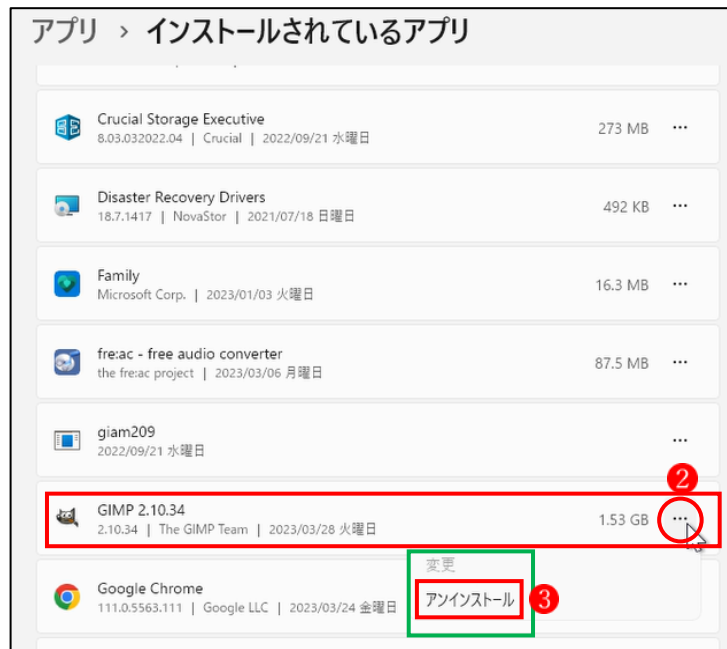 アプリ › インストールされているアプリ
Crucial Storage Executive
8.03.032022.04 | Crucial | 2022/09/21 水曜日
273 MB ...
Disaster Recovery Drivers
18.7.1417 | NovaStor | 2021/07/18 日曜日
492 KB ...
Family
Microsoft Corp. | 2023/01/03 火曜日
16.3 MB ...
fre:ac - free audio converter
the fre:ac project | 2023/03/06 月曜日
87.5 MB ...
giam209
2022/09/21 水曜日
...
2
GIMP 2.10.34
2.10.34 | The GIMP Team | 2023/03/28 火曜日
1.53 GB ...
変更
Google Chrome
111.0.5563.111 | Google LLC | 2023/03/24 金曜日
アンインストール 3